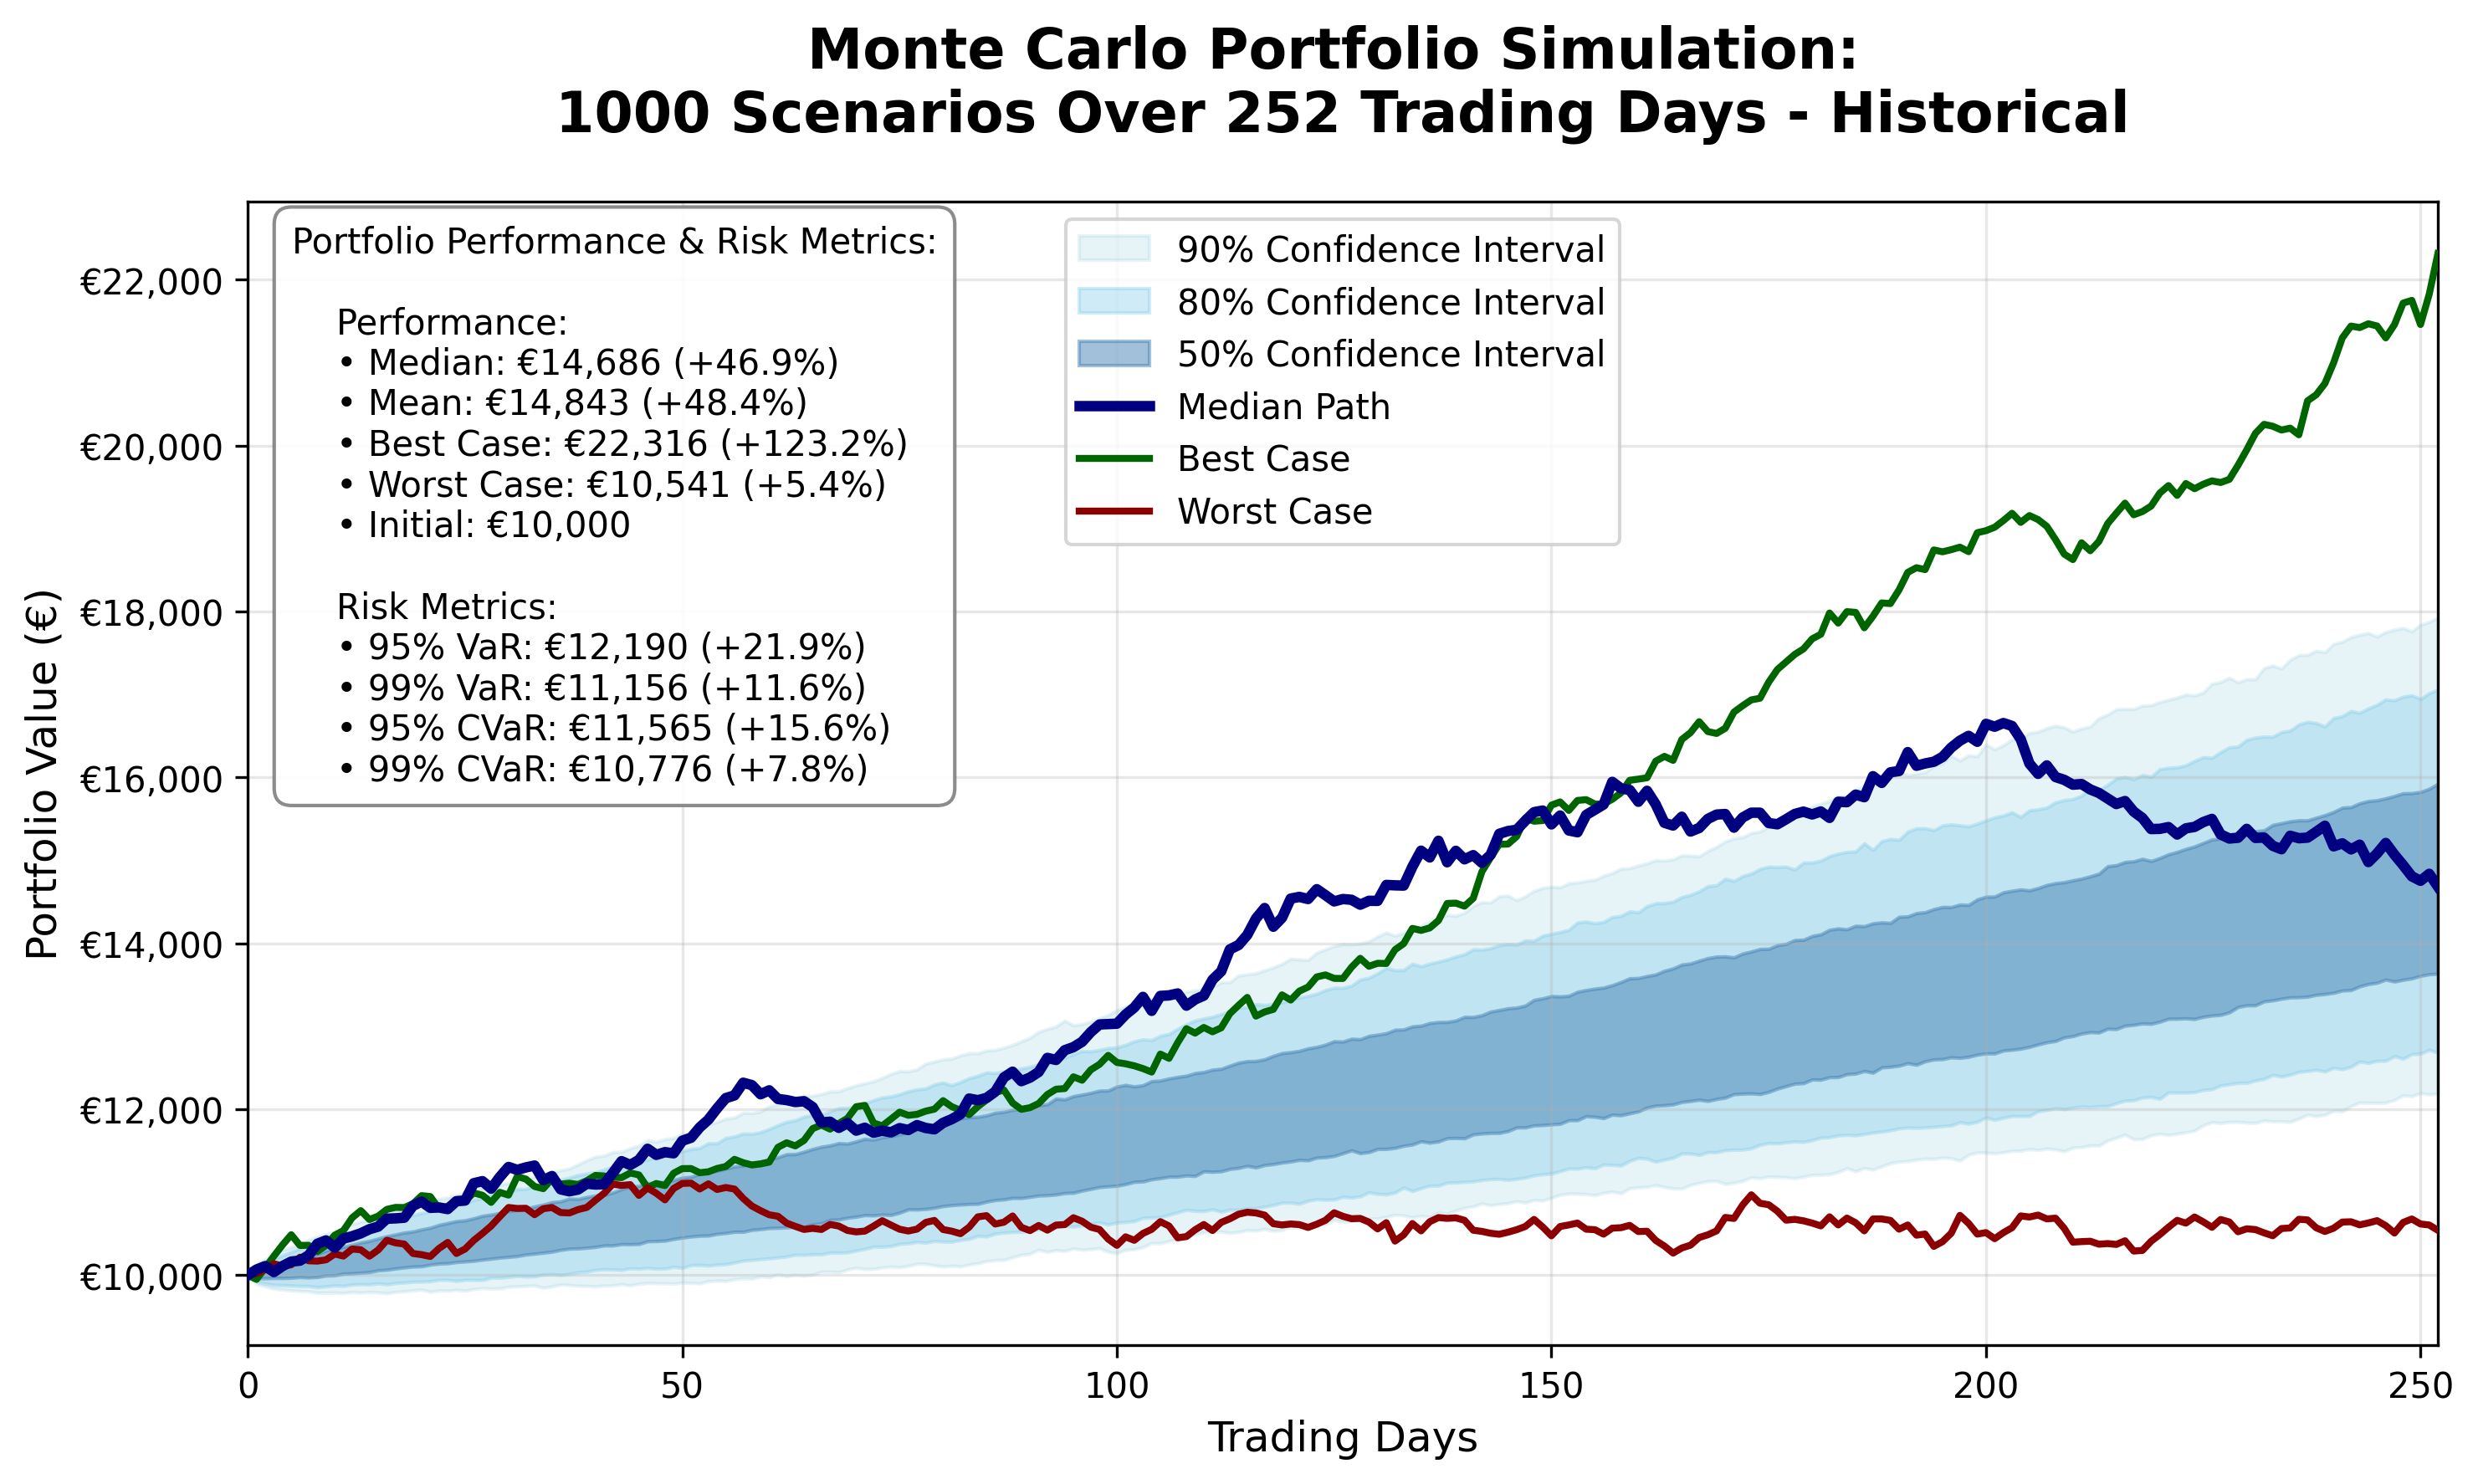 Monte Carlo Portfolio Simulation:
1000 Scenarios Over 252 Trading Days - Historical
Portfolio Performance & Risk Metrics:
Performance:
• Median: €14,686 (+46.9%)
• Mean: €14,843 (+48.4%)
• Best Case: €22,316 (+123.2%)
• Worst Case: €10,541 (+5.4%)
• Initial: €10,000
Risk Metrics:
• 95% VaR: €12,190 (+21.9%)
• 99% VaR: €11,156 (+11.6%)
• 95% CVaR: €11,565 (+15.6%)
• 99% CVaR: €10,776 (+7.8%)
90% Confidence Interval
80% Confidence Interval
50% Confidence Interval
Median Path
Best Case
Worst Case
Portfolio Value (€)
€22,000
€20,000
€18,000
€16,000
€14,000
€12,000
€10,000
0
50
100
150
200
250
Trading Days